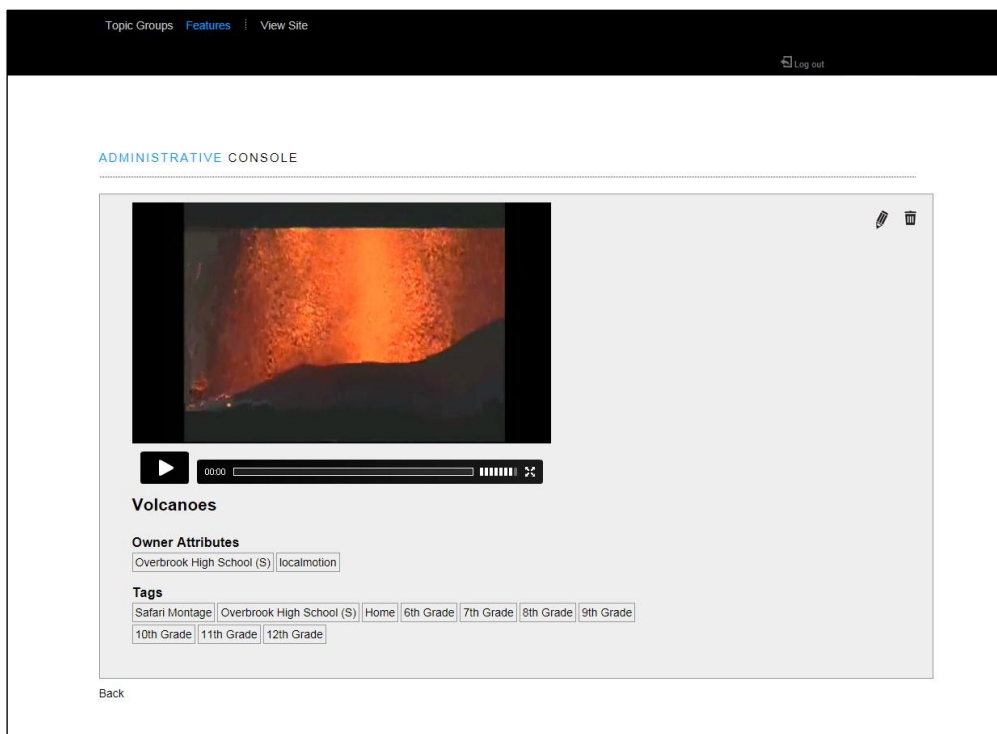 Topic Groups Features View Site
Log out
ADMINISTRATIVE CONSOLE
00:00
Volcanoes
Owner Attributes
Overbrook High School (S) localmotion
Tags
Safari Montage Overbrook High School (S) Home 6th Grade 7th Grade 8th Grade 9th Grade
10th Grade 11th Grade 12th Grade
Back